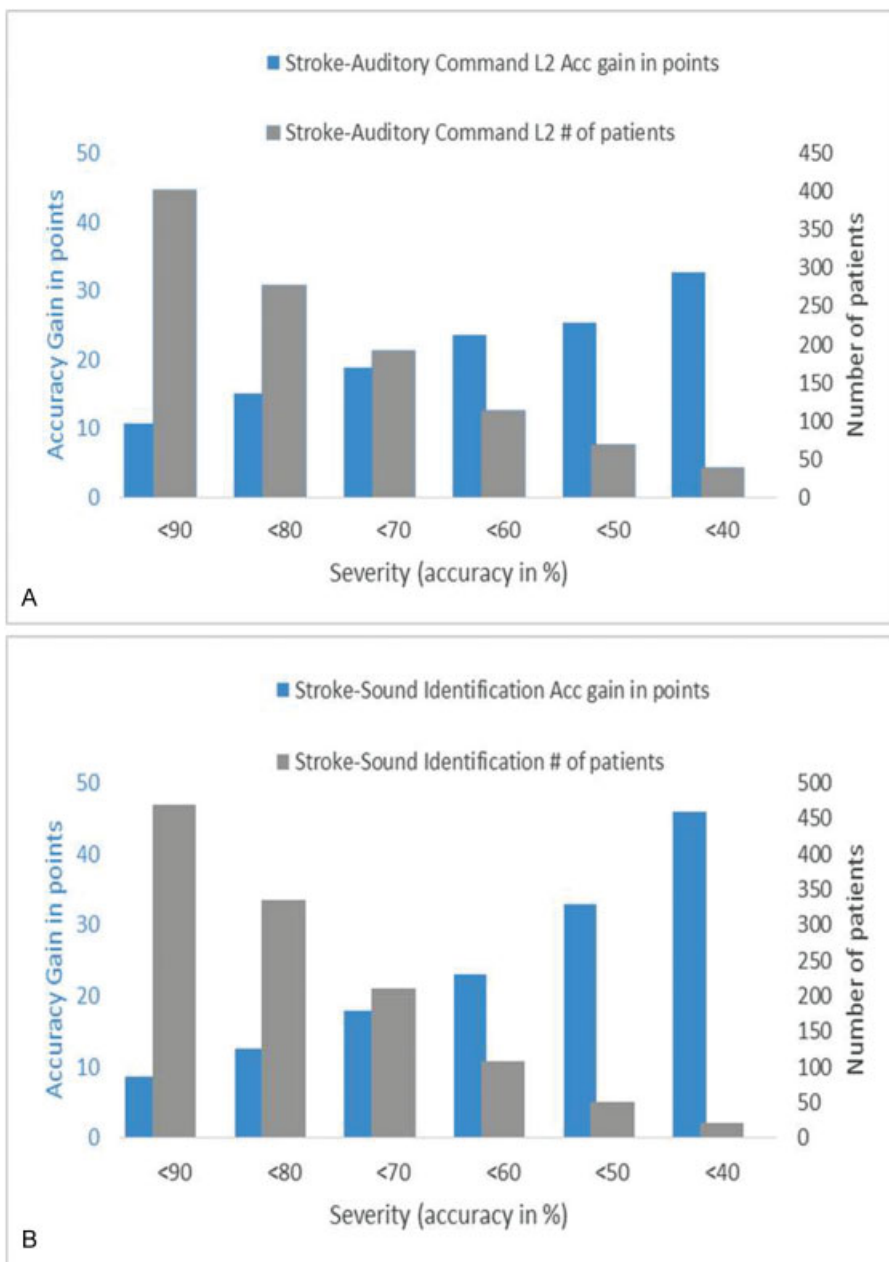 Stroke-Auditory Command L2 Acc gain in points
Stroke-Auditory Command L2 # of patients
50
40
30
20
10
0
Accuracy Gain in points
450
400
350
300
250
200
150
100
50
0
Number of patients
<90 <80 <70 <60 <50 <40
Severity (accuracy in %)
A
Stroke-Sound Identification Acc gain in points
Stroke-Sound Identification # of patients
50
40
30
20
10
0
Accuracy Gain in points
500
450
400
350
300
250
200
150
100
50
0
Number of patients
<90 <80 <70 <60 <50 <40
Severity (accuracy in %)
B